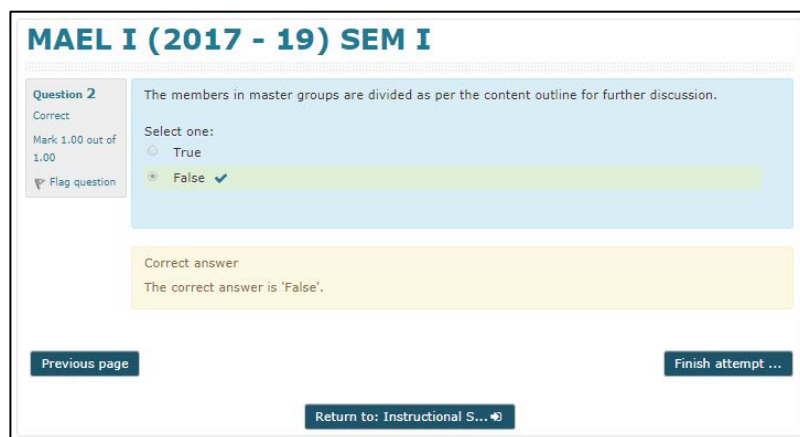 MAEL I (2017 - 19) SEM I
Question 2
Correct
Mark 1.00 out of
1.00
Flag question
The members in master groups are divided as per the content outline for further discussion.
Select one:
True
False
Correct answer
The correct answer is 'False'.
Previous page
Finish attempt ...
Return to: Instructional S...